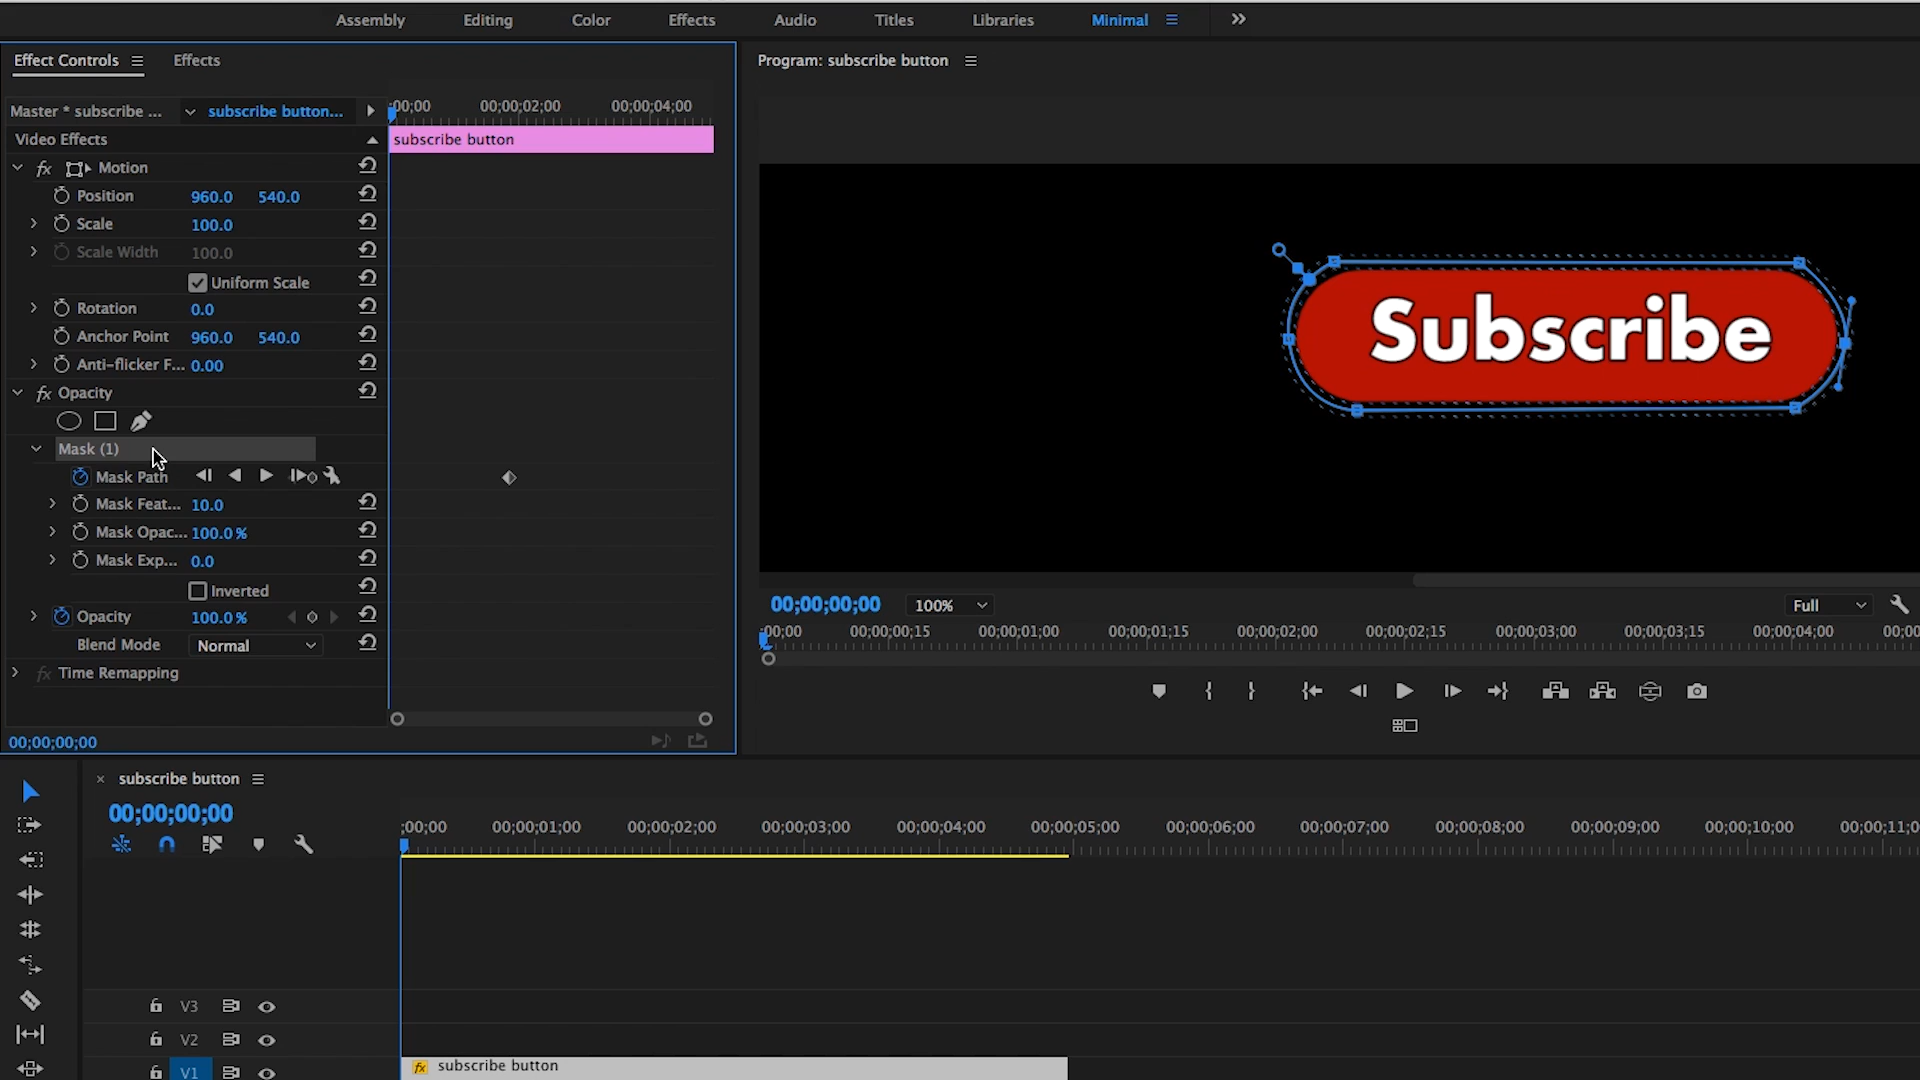 Assembly Editing Color Effects Audio Titles Libraries Minimal
Effect Controls Effects
Program: subscribe button
Master * subscribe ... subscribe button...
:00;00 00;00;02;00 00;00;04;00
Video Effects
subscribe button
fx Motion
Position 960.0 540.0
Scale 100.0
Scale Width 100.0
Uniform Scale
Rotation 0.0
Anchor Point 960.0 540.0
Anti-flicker F... 0.00
fx Opacity
Mask (1)
Mask Path
Mask Feat... 10.0
Mask Opac... 100.0 %
Mask Exp... 0.0
Inverted
Opacity 100.0 %
Blend Mode Normal
fx Time Remapping
00;00;00;00
Subscribe
00;00;00;00 100% Full
:00;00 00;00;00;15 00;00;01;00 00;00;01;15 00;00;02;00 00;00;02;15 00;00;03;00 00;00;03;15 00;00;04;00 00;00
subscribe button
00;00;00;00
;00;00 00;00;01;00 00;00;02;00 00;00;03;00 00;00;04;00 00;00;05;00 00;00;06;00 00;00;07;00 00;00;08;00 00;00;09;00 00;00;10;00 00;00;11;0
V3
V2
V1
fx subscribe button